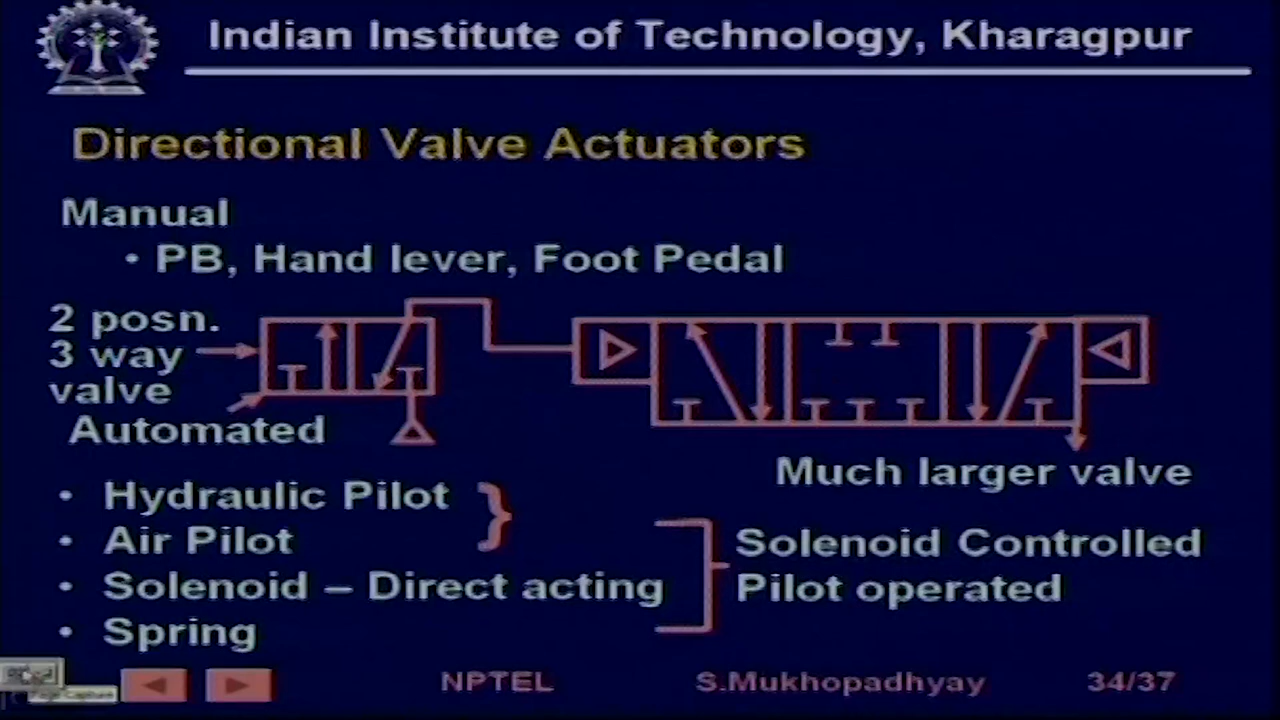 Indian Institute of Technology, Kharagpur
Directional Valve Actuators
Manual
• PB, Hand lever, Foot Pedal
2 posn.
3 way
valve
Automated
Much larger valve
• Hydraulic Pilot
• Air Pilot
• Solenoid – Direct acting
• Spring
Solenoid Controlled
Pilot operated
NPTEL
S.Mukhopadhyay
34/37